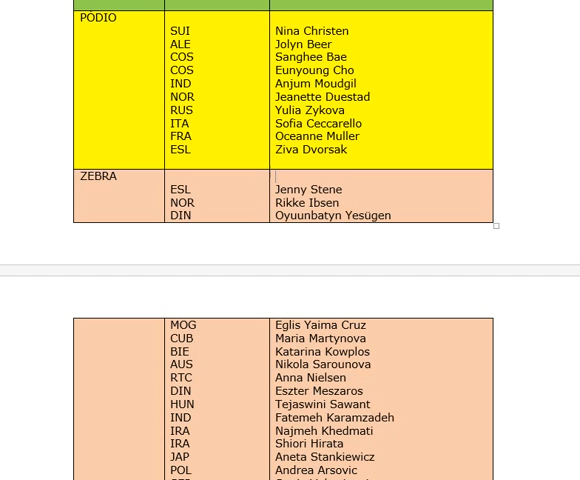 PÓDIO
SUI Nina Christen
ALE Jolyn Beer
COS Sanghee Bae
COS Eunyoung Cho
IND Anjum Moudgil
NOR Jeanette Duestad
RUS Yulia Zykova
ITA Sofia Ceccarello
FRA Oceanne Muller
ESL Ziva Dvorsak
ZEBRA
ESL Jenny Stene
NOR Rikke Ibsen
DIN Oyuunbatyn Yesügen
MOG Eglis Yaima Cruz
CUB Maria Martynova
BIE Katarina Kowplos
AUS Nikola Sarounova
RTC Anna Nielsen
DIN Eszter Meszaros
HUN Tejaswini Sawant
IND Fatemeh Karamzadeh
IRA Najmeh Khedmati
IRA Shiori Hirata
JAP Aneta Stankiewicz
POL Andrea Arsovic